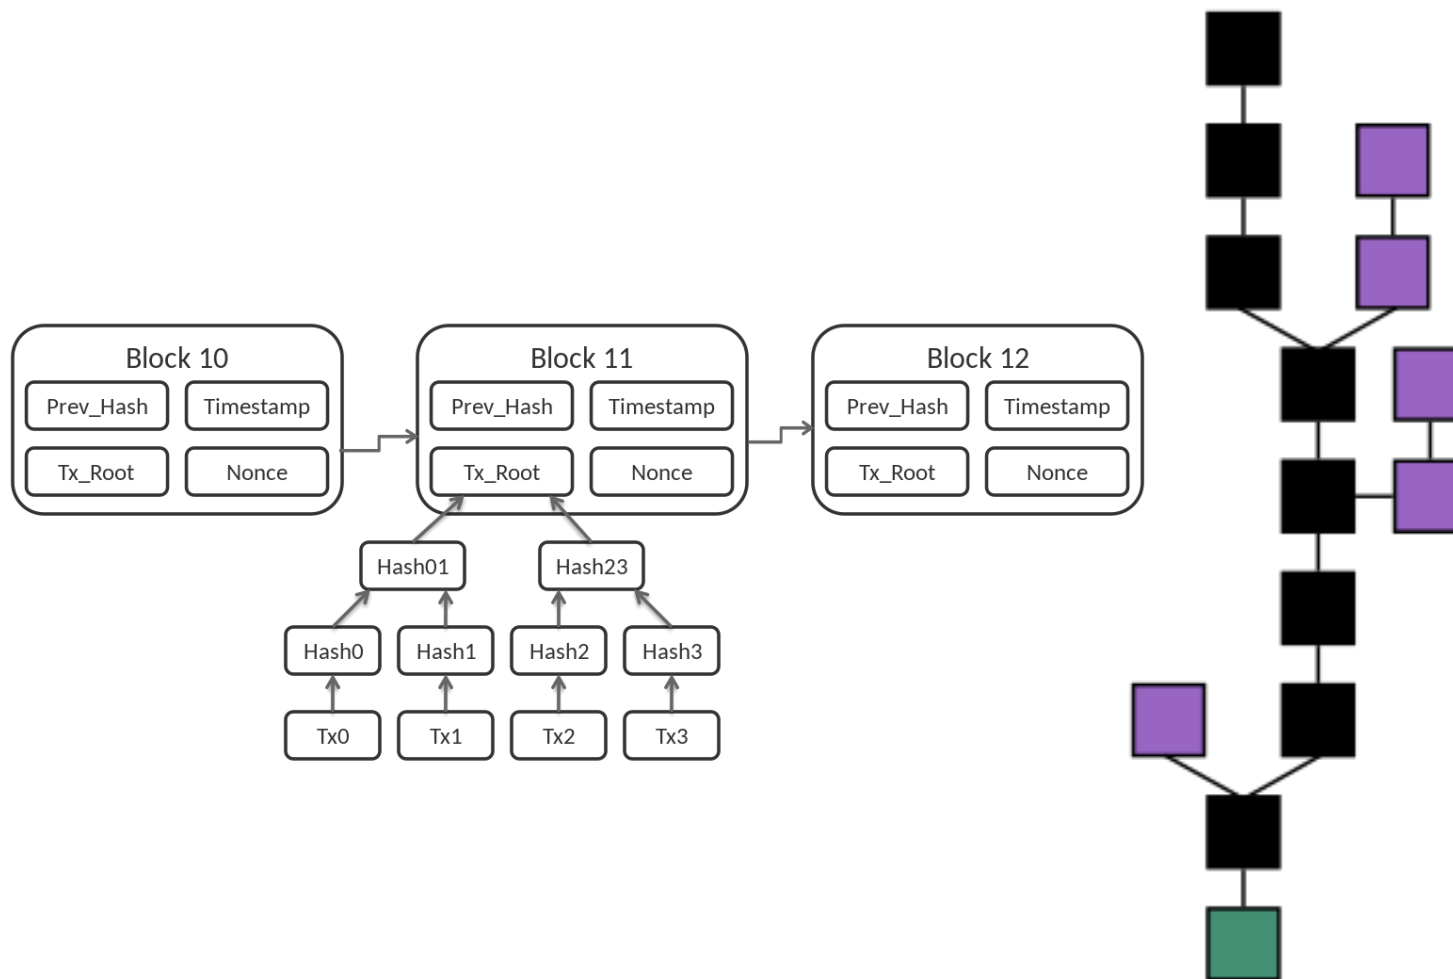 Block 10
Prev_Hash Timestamp
Tx_Root Nonce
Block 11
Prev_Hash Timestamp
Tx_Root Nonce
Block 12
Prev_Hash Timestamp
Tx_Root Nonce
Hash01 Hash23
Hash0 Hash1 Hash2 Hash3
Tx0 Tx1 Tx2 Tx3